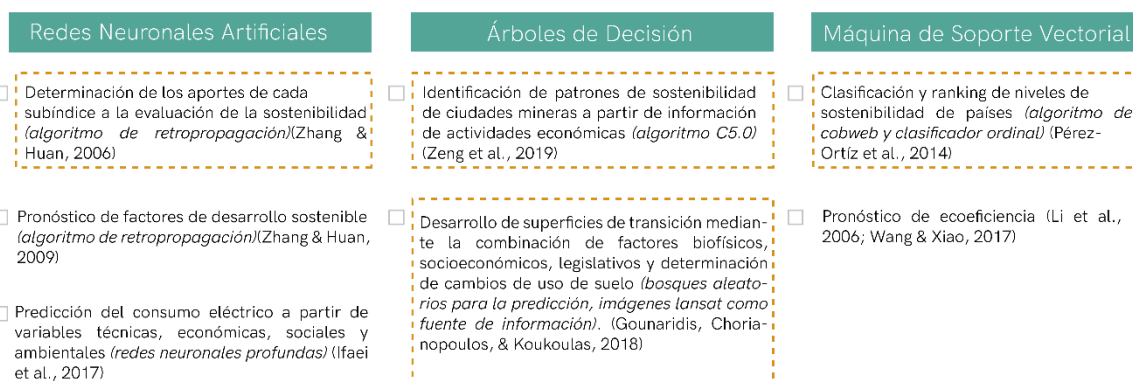 Redes Neuronales Artificiales
Determinación de los aportes de cada
subíndice a la evaluación de la sostenibilidad
(algoritmo de retropropagación)(Zhang &
Huan, 2006)
Pronóstico de factores de desarrollo sostenible
(algoritmo de retropropagación)(Zhang & Huan,
2009)
Predicción del consumo eléctrico a partir de
variables técnicas, económicas, sociales y
ambientales (redes neuronales profundas) (Ifaei
et al., 2017)
Árboles de Decisión
Identificación de patrones de sostenibilidad
de ciudades mineras a partir de información
de actividades económicas (algoritmo C5.0)
(Zeng et al., 2019)
Desarrollo de superficies de transición median-
te la combinación de factores biofísicos,
socioeconómicos, legislativos y determinación
de cambios de uso de suelo (bosques aleato-
rios para la predicción, imágenes lansat como
fuente de información). (Gounaridis, Choria-
nopoulos, & Koukoulas, 2018)
Máquina de Soporte Vectorial
Clasificación y ranking de niveles de
sostenibilidad de países (algoritmo de
cobweb y clasificador ordinal) (Pérez-
Ortíz et al., 2014)
Pronóstico de ecoeficiencia (Li et al.,
2006; Wang & Xiao, 2017)